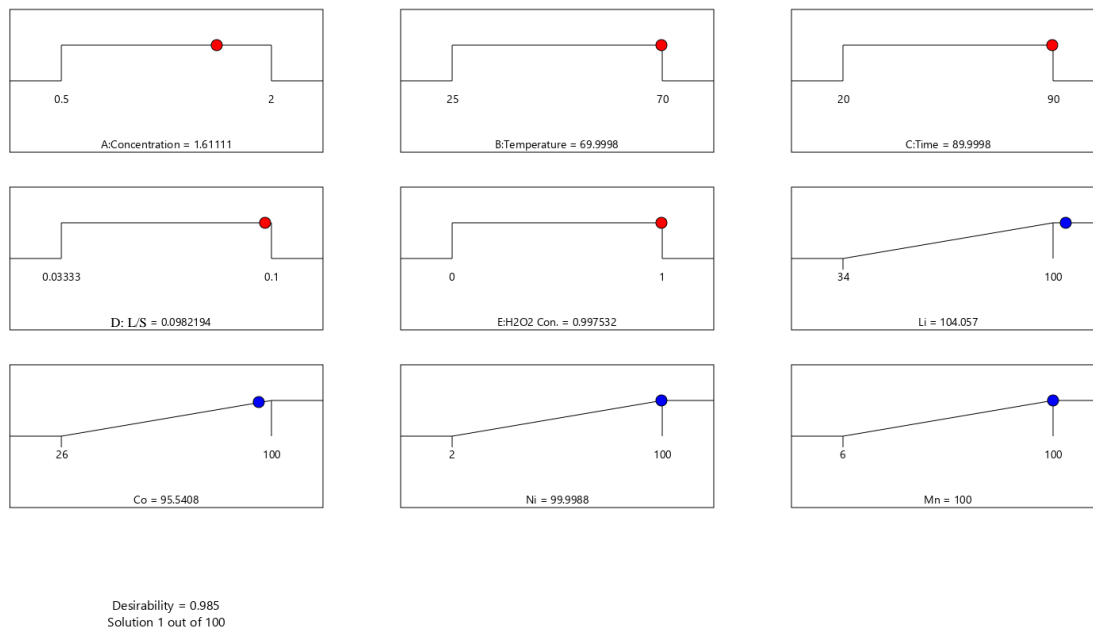 0.5 2
A:Concentration = 1.61111
25 70
B:Temperature = 69.9998
20 90
C:Time = 89.9998
0.03333 0.1
D: L/S = 0.0982194
0 1
E:H2O2 Con. = 0.997532
34 100
Li = 104.057
26 100
Co = 95.5408
2 100
Ni = 99.9988
6 100
Mn = 100
Desirability = 0.985
Solution 1 out of 100